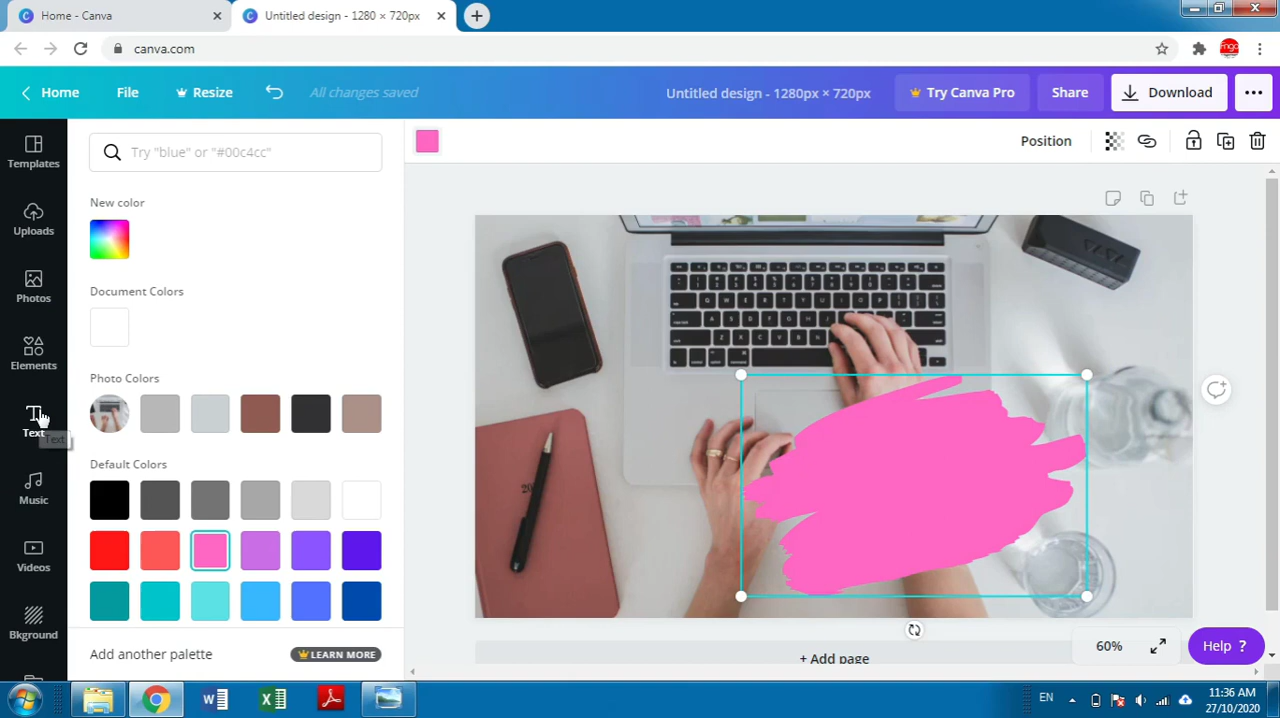 Home - Canva
Untitled design - 1280 × 720px
canva.com
Home
File
Resize
All changes saved
Untitled design - 1280px × 720px
Try Canva Pro
Share
Download
Templates
Uploads
Photos
Elements
Text
Text
Music
Videos
Bkground
Try "blue" or "#00c4cc"
New color
Document Colors
Photo Colors
Default Colors
Add another palette
LEARN MORE
Position
+ Add page
60%
Help ?
EN
11:36 AM
27/10/2020